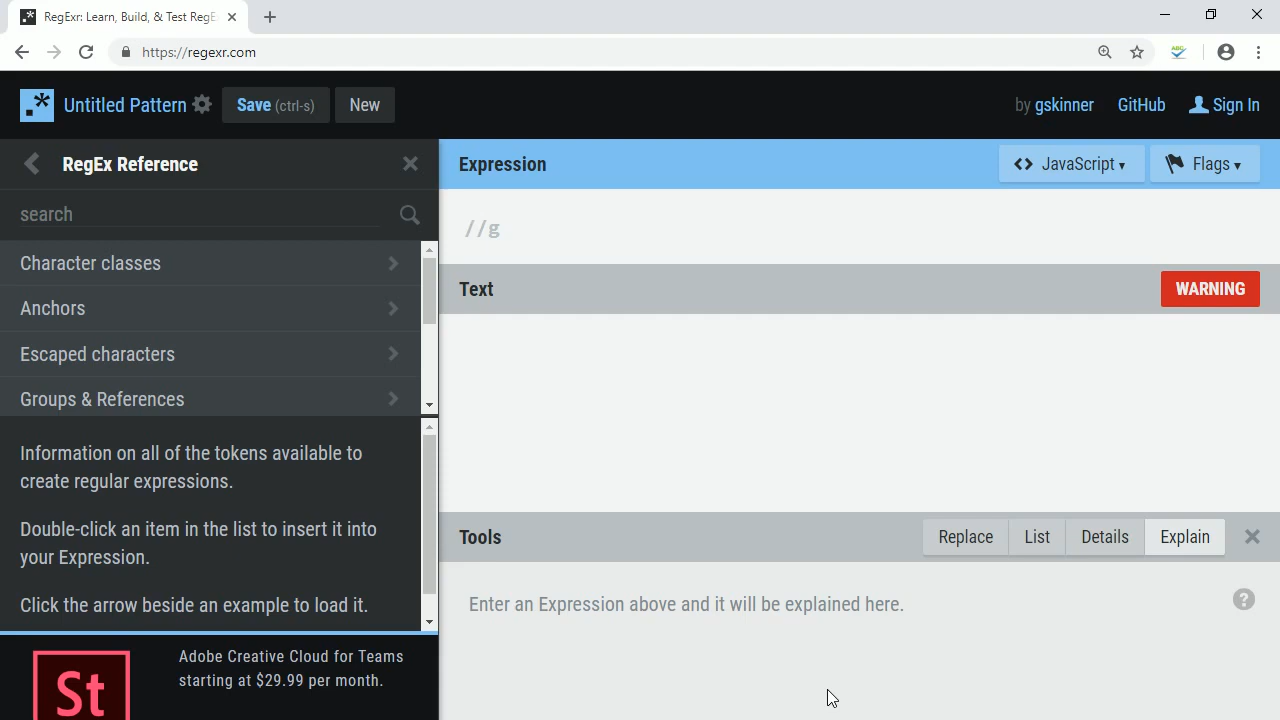 RegExr: Learn, Build, & Test RegE
https://regexr.com
ABC
.*
Untitled Pattern
Save (ctrl-s)
New
by gskinner
GitHub
Sign In
RegEx Reference
search
Character classes
Anchors
Escaped characters
Groups & References
Information on all of the tokens available to
create regular expressions.
Double-click an item in the list to insert it into
your Expression.
Click the arrow beside an example to load it.
St
Adobe Creative Cloud for Teams
starting at $29.99 per month.
Expression
<> JavaScript
Flags
//g
Text
WARNING
Tools
Replace
List
Details
Explain
Enter an Expression above and it will be explained here.
?